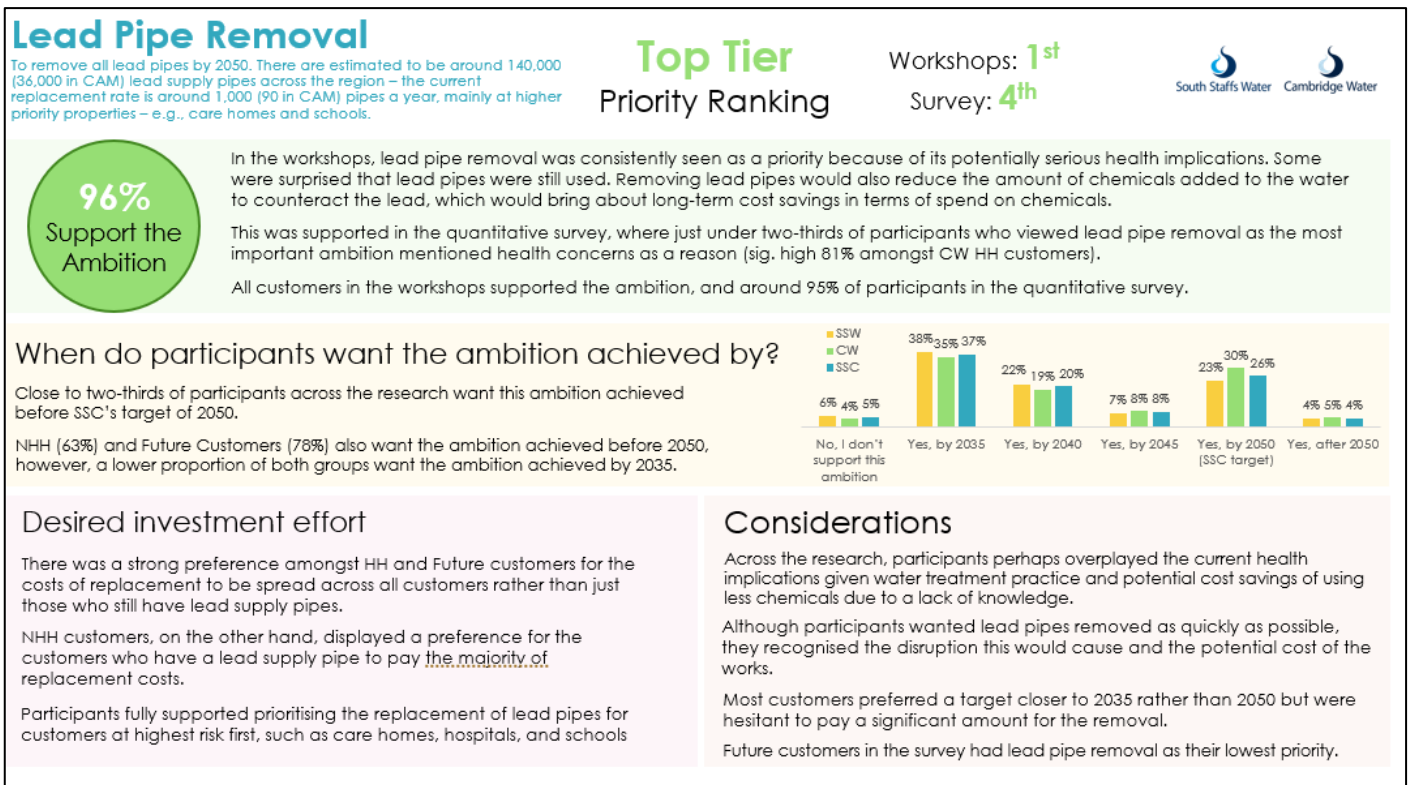 Lead Pipe Removal
To remove all lead pipes by 2050. There are estimated to be around 140,000
(36,000 in CAM) lead supply pipes across the region – the current
replacement rate is around 1,000 (90 in CAM) pipes a year, mainly at higher
priority properties – e.g., care homes and schools.
Top Tier
Priority Ranking
Workshops: 1st
Survey: 4th
South Staffs Water
Cambridge Water
96%
Support the
Ambition
In the workshops, lead pipe removal was consistently seen as a priority because of its potentially serious health implications. Some
were surprised that lead pipes were still used. Removing lead pipes would also reduce the amount of chemicals added to the water
to counteract the lead, which would bring about long-term cost savings in terms of spend on chemicals.
This was supported in the quantitative survey, where just under two-thirds of participants who viewed lead pipe removal as the most
important ambition mentioned health concerns as a reason (sig. high 81% amongst CW HH customers).
All customers in the workshops supported the ambition, and around 95% of participants in the quantitative survey.
When do participants want the ambition achieved by?
Close to two-thirds of participants across the research want this ambition achieved
before SSC's target of 2050.
NHH (63%) and Future Customers (78%) also want the ambition achieved before 2050,
however, a lower proportion of both groups want the ambition achieved by 2035.
SSW
CW
SSC
6% 4% 5%
38% 35% 37%
22% 19% 20%
7% 8% 8%
23% 30% 26%
4% 5% 4%
No, I don't
support this
ambition
Yes, by 2035
Yes, by 2040
Yes, by 2045
Yes, by 2050
(SSC target)
Yes, after 2050
Desired investment effort
There was a strong preference amongst HH and Future customers for the
costs of replacement to be spread across all customers rather than just
those who still have lead supply pipes.
NHH customers, on the other hand, displayed a preference for the
customers who have a lead supply pipe to pay the majority of
replacement costs.
Participants fully supported prioritising the replacement of lead pipes for
customers at highest risk first, such as care homes, hospitals, and schools
Considerations
Across the research, participants perhaps overplayed the current health
implications given water treatment practice and potential cost savings of using
less chemicals due to a lack of knowledge.
Although participants wanted lead pipes removed as quickly as possible,
they recognised the disruption this would cause and the potential cost of the
works.
Most customers preferred a target closer to 2035 rather than 2050 but were
hesitant to pay a significant amount for the removal.
Future customers in the survey had lead pipe removal as their lowest priority.